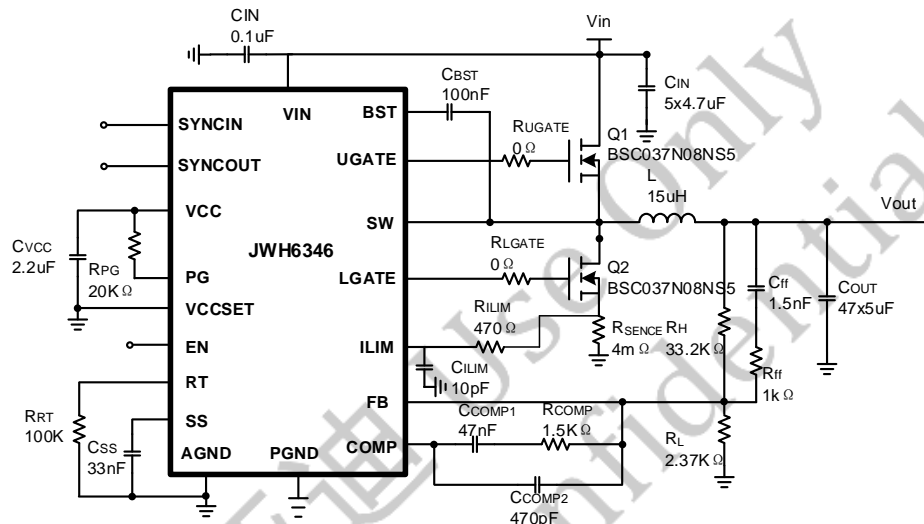 CIN
0.1uF
Vin
CBST
100nF
CIN
5x4.7uF
VIN
BST
SYNCIN
RUGATE
0Ω
Q1
BSC037N08NS5
UGATE
SYNCOUT
L
15uH
Vout
VCC
SW
JWH6346
CVCC
2.2uF
RPG
20KΩ
PG
LGATE
RLGATE
0Ω
Q2
BSC037N08NS5
Cff
1.5nF
COUT
47x5uF
VCCSET
RILIM
470Ω
RSENCE
4mΩ
RH
33.2KΩ
EN
ILIM
CILIM
10pF
Rff
1kΩ
RT
FB
RRT
100K
SS
CSS
33nF
CCOMP1
47nF
RCOMP
1.5KΩ
RL
2.37KΩ
AGND
PGND
COMP
CCOMP2
470pF
Use Only
Confidential